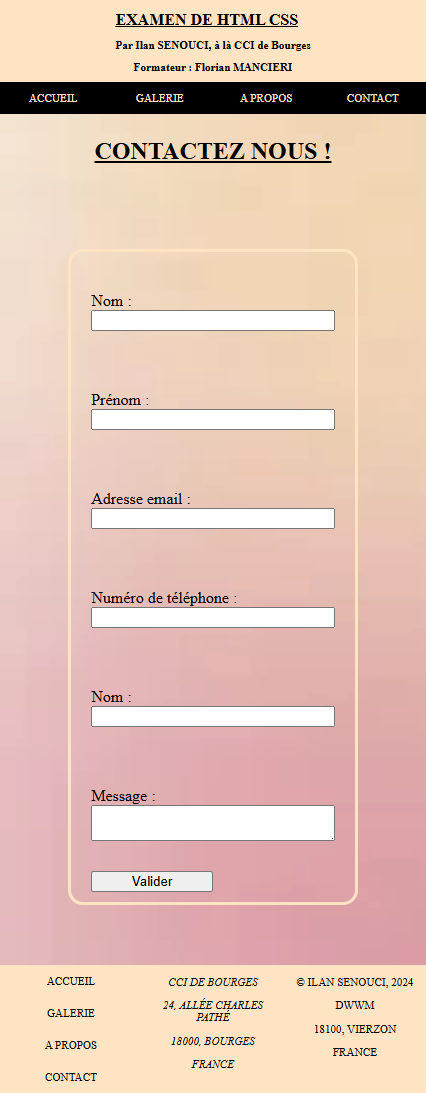 EXAMEN DE HTML CSS
Par Ilan SENOUCI, à là CCI de Bourges
Formateur : Florian MANCIERI
ACCUEIL GALERIE A PROPOS CONTACT
CONTACTEZ NOUS !
Nom :
Prénom :
Adresse email :
Numéro de téléphone :
Nom :
Message :
Valider
ACCUEIL
GALERIE
A PROPOS
CONTACT
CCI DE BOURGES
24, ALLÉE CHARLES
PATHÉ
18000, BOURGES
FRANCE
© ILAN SENOUCI, 2024
DWWM
18100, VIERZON
FRANCE